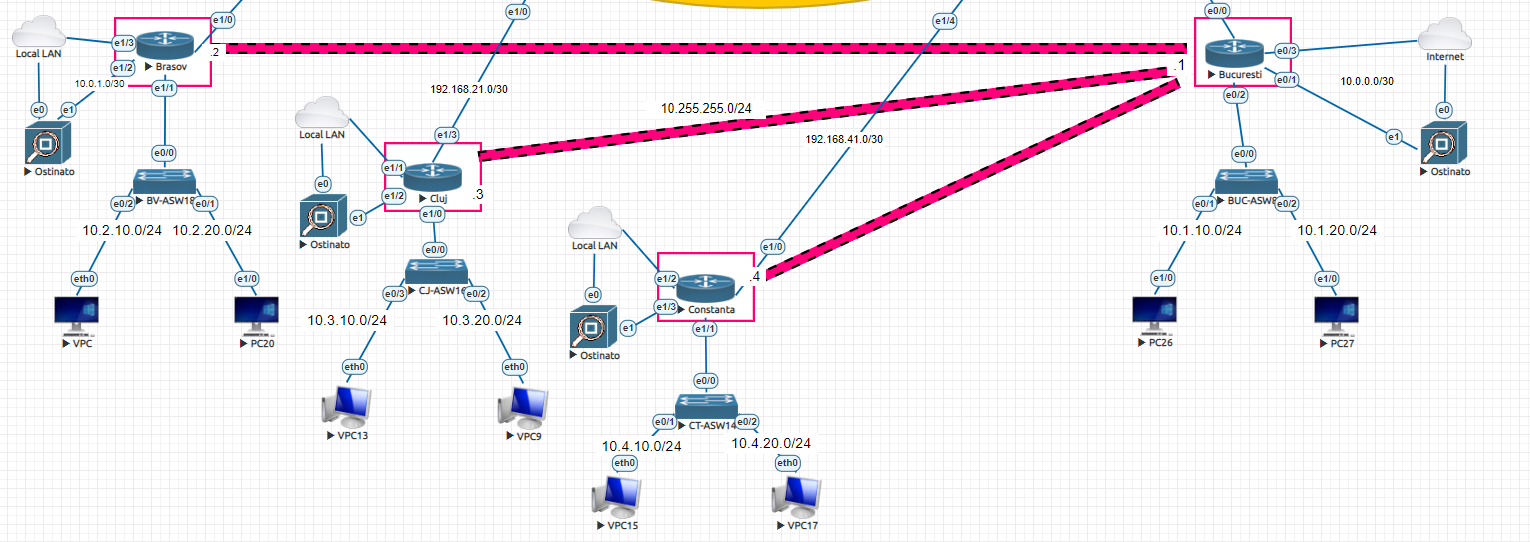 e1/0
e1/0
e1/4
e0/0
Local LAN
e1/3
Brasov
.2
e1/2
10.0.1.0/30
e1/1
e0
e1
Ostinato
e0/0
BV-ASW18
e0/2
e0/1
10.2.10.0/24
10.2.20.0/24
eth0
e1/0
VPC
PC20
192.168.21.0/30
Local LAN
e1/3
e1/1
e1/2
Cluj
.3
e1/0
e0
e1
Ostinato
e0/0
CJ-ASW16
e0/3
e0/2
10.3.10.0/24
10.3.20.0/24
eth0
eth0
VPC13
VPC9
10.255.255.0/24
192.168.41.0/30
Local LAN
e1/0
.4
e1/2
e1/3
Constanta
e1/1
e0
e1
Ostinato
e0/0
CT-ASW14
e0/1
e0/2
10.4.10.0/24
10.4.20.0/24
eth0
eth0
VPC15
VPC17
.1
Bucuresti
e0/3
e0/1
e0/2
Internet
10.0.0.0/30
e0
e1
Ostinato
e0/0
e0/1
e0/2
10.1.10.0/24
10.1.20.0/24
e1/0
e1/0
PC26
PC27